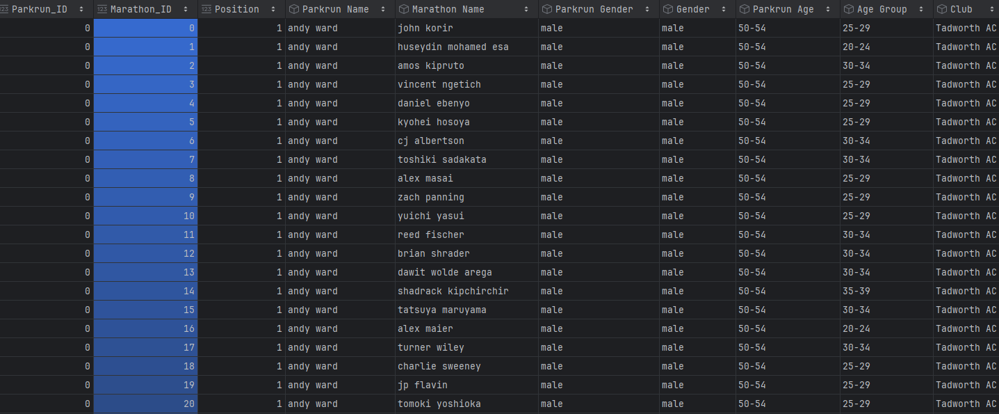 123 Parkrun_ID 123 Marathon_ID 123 Position Parkrun Name Marathon Name Parkrun Gender Gender Parkrun Age Age Group Club
0 0 1 andy ward john korir male male 50-54 25-29 Tadworth AC
0 1 1 andy ward huseydin mohamed esa male male 50-54 20-24 Tadworth AC
0 2 1 andy ward amos kipruto male male 50-54 30-34 Tadworth AC
0 3 1 andy ward vincent ngetich male male 50-54 25-29 Tadworth AC
0 4 1 andy ward daniel ebenyo male male 50-54 25-29 Tadworth AC
0 5 1 andy ward kyohei hosoya male male 50-54 25-29 Tadworth AC
0 6 1 andy ward cj albertson male male 50-54 30-34 Tadworth AC
0 7 1 andy ward toshiki sadakata male male 50-54 30-34 Tadworth AC
0 8 1 andy ward alex masai male male 50-54 25-29 Tadworth AC
0 9 1 andy ward zach panning male male 50-54 25-29 Tadworth AC
0 10 1 andy ward yuichi yasui male male 50-54 25-29 Tadworth AC
0 11 1 andy ward reed fischer male male 50-54 30-34 Tadworth AC
0 12 1 andy ward brian shrader male male 50-54 30-34 Tadworth AC
0 13 1 andy ward dawit wolde arega male male 50-54 30-34 Tadworth AC
0 14 1 andy ward shadrack kipchirchir male male 50-54 35-39 Tadworth AC
0 15 1 andy ward tatsuya maruyama male male 50-54 30-34 Tadworth AC
0 16 1 andy ward alex maier male male 50-54 20-24 Tadworth AC
0 17 1 andy ward turner wiley male male 50-54 30-34 Tadworth AC
0 18 1 andy ward charlie sweeney male male 50-54 25-29 Tadworth AC
0 19 1 andy ward jp flavin male male 50-54 25-29 Tadworth AC
0 20 1 andy ward tomoki yoshioka male male 50-54 25-29 Tadworth AC